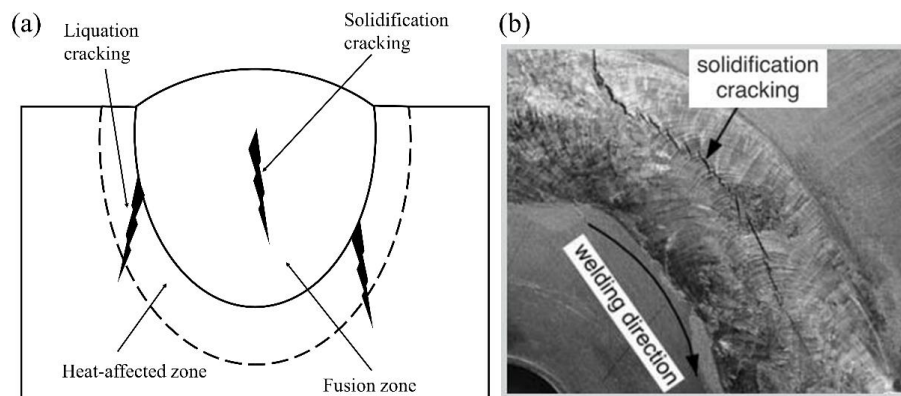 (a)
Liquation
cracking
Solidification
cracking
Heat-affected zone
Fusion zone
(b)
solidification
cracking
welding direction